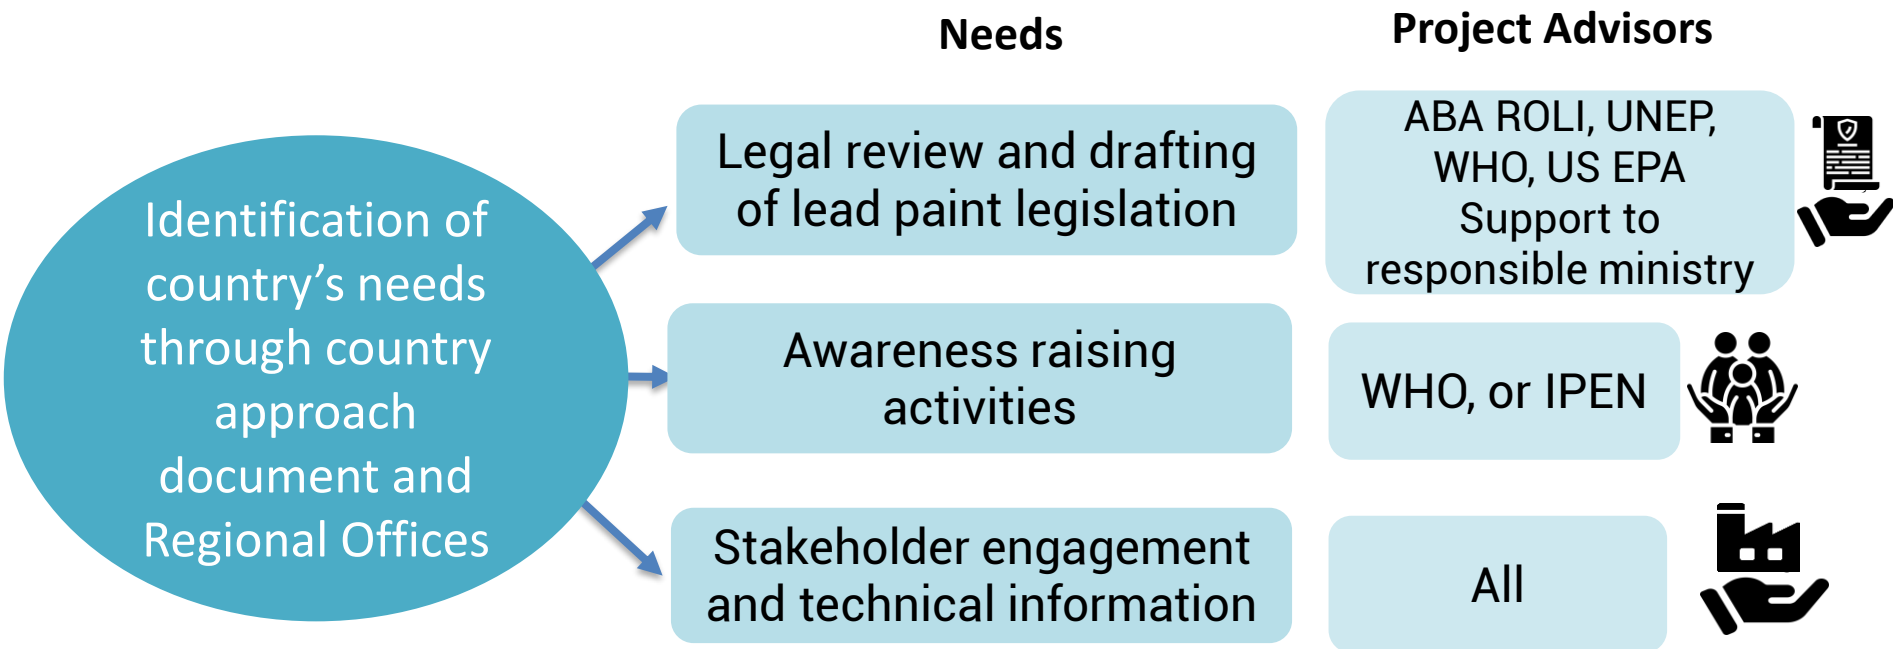 Needs
Project Advisors
Identification of
country’s needs
through country
approach
document and
Regional Offices
Legal review and drafting
of lead paint legislation
ABA ROLI, UNEP,
WHO, US EPA
Support to
responsible ministry
Awareness raising
activities
WHO, or IPEN
Stakeholder engagement
and technical information
All